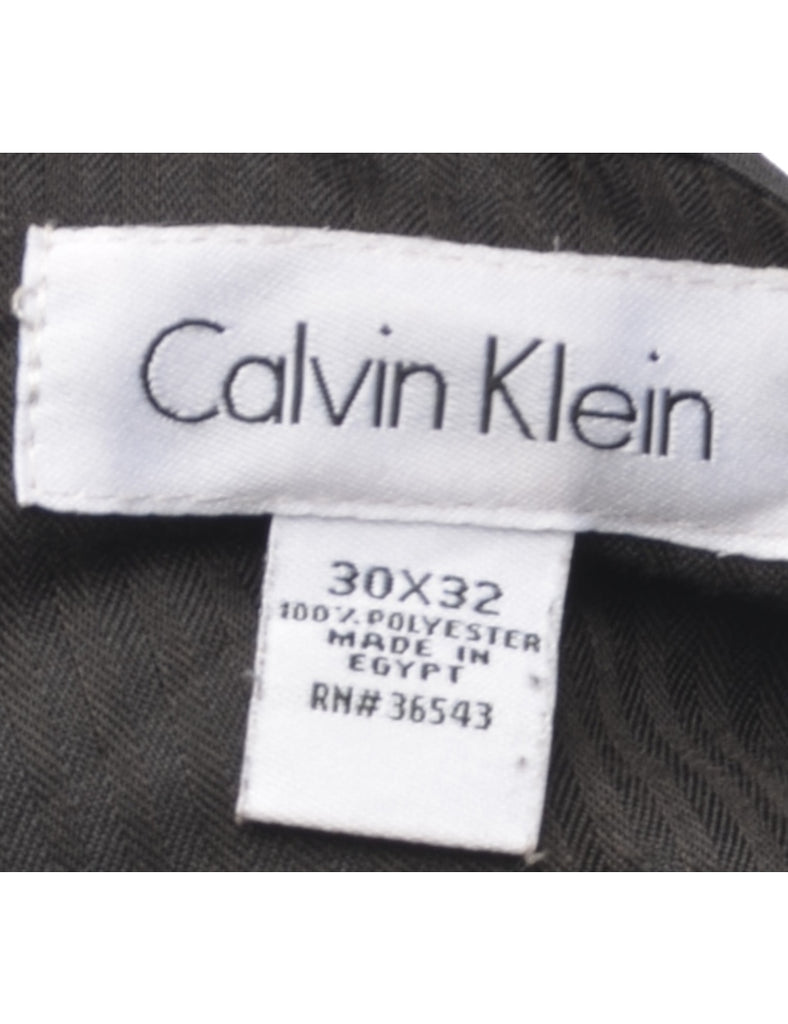 Calvin Klein
30X32
100% POLYESTER
MADE IN
EGYPT
RN# 36543